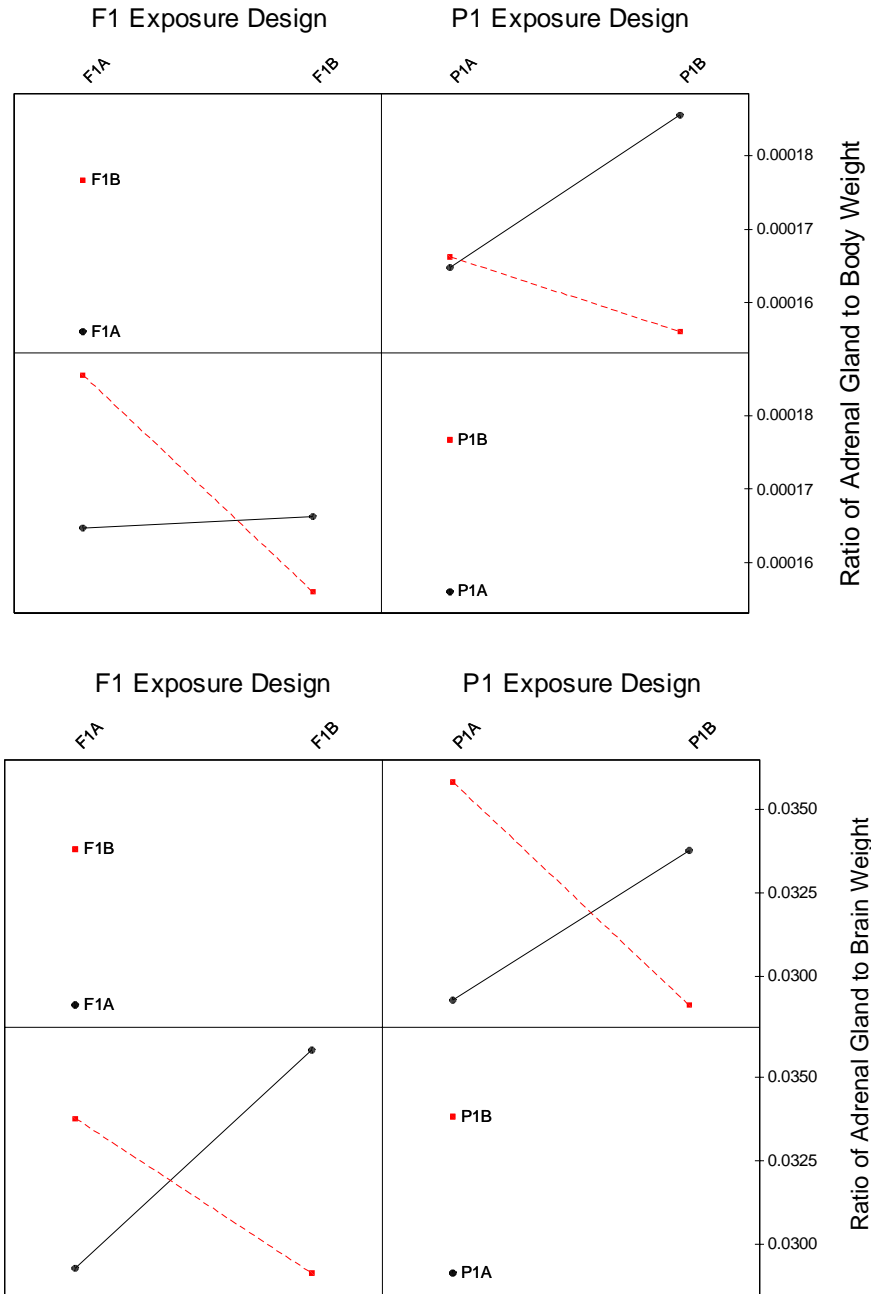 F1 Exposure Design
P1 Exposure Design
F1A
F1B
P1A
P1B
F1B
F1A
0.00018
0.00017
0.00016
P1B
P1A
0.00018
0.00017
0.00016
Ratio of Adrenal Gland to Body Weight
F1 Exposure Design
P1 Exposure Design
F1A
F1B
P1A
P1B
F1B
F1A
0.0350
0.0325
0.0300
P1B
P1A
0.0350
0.0325
0.0300
Ratio of Adrenal Gland to Brain Weight